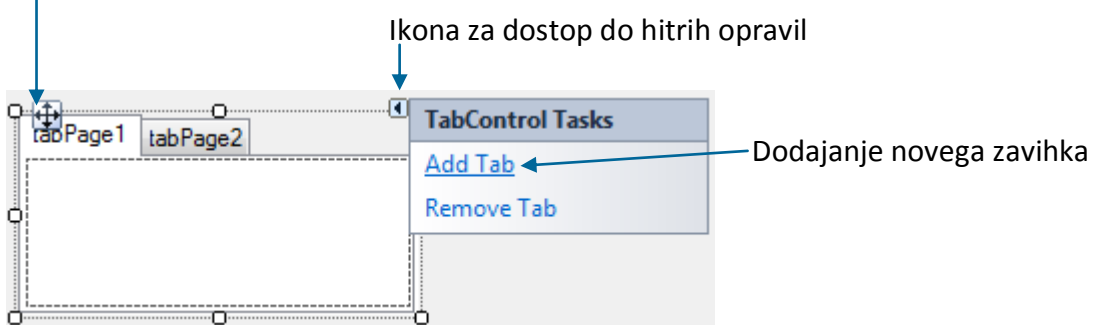 Ikona za dostop do hitrih opravil
TabControl Tasks
tabPage1
tabPage2
Add Tab
Dodajanje novega zavihka
Remove Tab